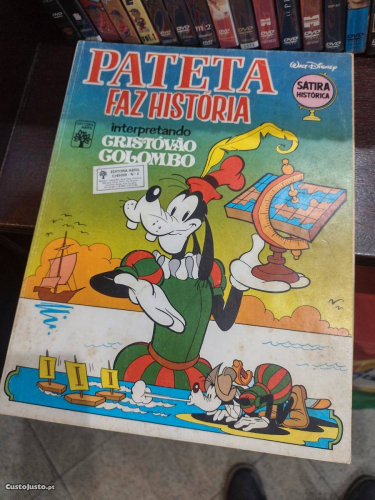 PATETA
FAZ HISTÓRIA
interpretando
CRISTÓVÃO
COLOMBO
WALT DISNEY
SÁTIRA
HISTÓRICA
CustoJusto.pt